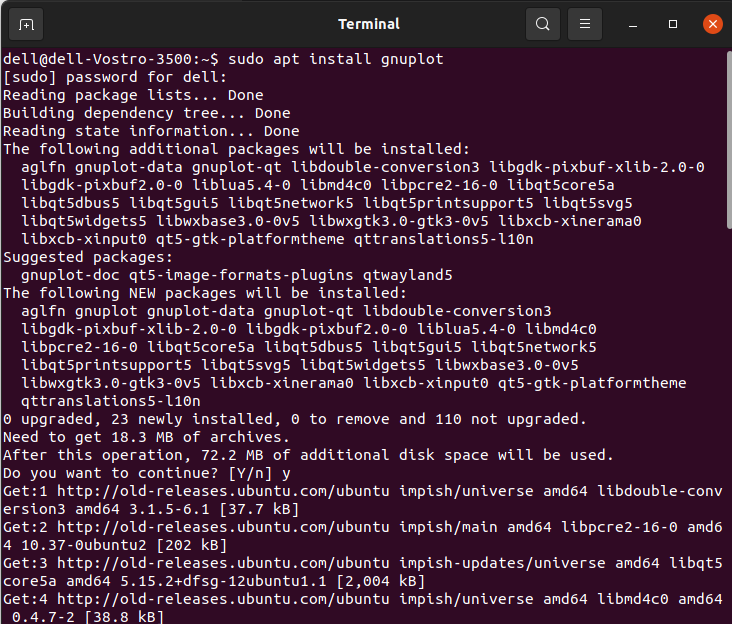 Terminal
dell@dell-Vostro-3500:~$ sudo apt install gnuplot
[sudo] password for dell:
Reading package lists... Done
Building dependency tree... Done
Reading state information... Done
The following additional packages will be installed:
  aglfn gnuplot-data gnuplot-qt libdouble-conversion3 libgdk-pixbuf-xlib-2.0-0
  libgdk-pixbuf2.0-0 liblua5.4-0 libmd4c0 libpcre2-16-0 libqt5core5a
  libqt5dbus5 libqt5gui5 libqt5network5 libqt5printsupport5 libqt5svg5
  libqt5widgets5 libwxbase3.0-0v5 libwxgtk3.0-gtk3-0v5 libxcb-xinerama0
  libxcb-xinput0 qt5-gtk-platformtheme qttranslations5-l10n
Suggested packages:
  gnuplot-doc qt5-image-formats-plugins qtwayland5
The following NEW packages will be installed:
  aglfn gnuplot gnuplot-data gnuplot-qt libdouble-conversion3
  libgdk-pixbuf-xlib-2.0-0 libgdk-pixbuf2.0-0 liblua5.4-0 libmd4c0
  libpcre2-16-0 libqt5core5a libqt5dbus5 libqt5gui5 libqt5network5
  libqt5printsupport5 libqt5svg5 libqt5widgets5 libwxbase3.0-0v5
  libwxgtk3.0-gtk3-0v5 libxcb-xinerama0 libxcb-xinput0 qt5-gtk-platformtheme
  qttranslations5-l10n
0 upgraded, 23 newly installed, 0 to remove and 110 not upgraded.
Need to get 18.3 MB of archives.
After this operation, 72.2 MB of additional disk space will be used.
Do you want to continue? [Y/n] y
Get:1 http://old-releases.ubuntu.com/ubuntu impish/universe amd64 libdouble-conv
ersion3 amd64 3.1.5-6.1 [37.7 kB]
Get:2 http://old-releases.ubuntu.com/ubuntu impish/main amd64 libpcre2-16-0 amd6
4 10.37-0ubuntu2 [202 kB]
Get:3 http://old-releases.ubuntu.com/ubuntu impish-updates/universe amd64 libqt5
core5a amd64 5.15.2+dfsg-12ubuntu1.1 [2,004 kB]
Get:4 http://old-releases.ubuntu.com/ubuntu impish/universe amd64 libmd4c0 amd64
 0.4.7-2 [38.8 kB]